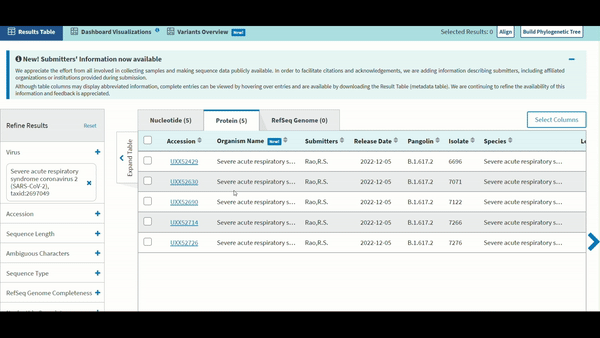 Results Table
Dashboard Visualizations
Variants Overview New!
Selected Results: 0
Align
Build Phylogenetic Tree
New! Submitters' Information now available
We appreciate the effort from all involved in collecting samples and making sequence data publicly available. In order to facilitate citations and acknowledgements, we are adding information describing submitters, including affiliated
organizations or institutions provided during submission.
Although table columns may display abbreviated information, complete entries can be viewed by hovering over entries and are available by downloading the Result Table (metadata table). We are continuing to refine the availability of this
information and feedback is appreciated.
Refine Results
Reset
Virus
Severe acute respiratory
syndrome coronavirus 2
(SARS-CoV-2),
taxid:2697049
Accession
Sequence Length
Ambiguous Characters
Sequence Type
RefSeq Genome Completeness
Expand Table
Nucleotide (5)
Protein (5)
RefSeq Genome (0)
Select Columns
Accession Organism Name New! Submitters Release Date Pangolin Isolate Species Le
UXX52429 Severe acute respiratory s... Rao,R.S. 2022-12-05 B.1.617.2 6696 Severe acute respiratory s...
UXX52630 Severe acute respiratory s... Rao,R.S. 2022-12-05 B.1.617.2 7071 Severe acute respiratory s...
UXX52690 Severe acute respiratory s... Rao,R.S. 2022-12-05 B.1.617.2 7122 Severe acute respiratory s...
UXX52714 Severe acute respiratory s... Rao,R.S. 2022-12-05 B.1.617.2 7266 Severe acute respiratory s...
UXX52726 Severe acute respiratory s... Rao,R.S. 2022-12-05 B.1.617.2 7276 Severe acute respiratory s...